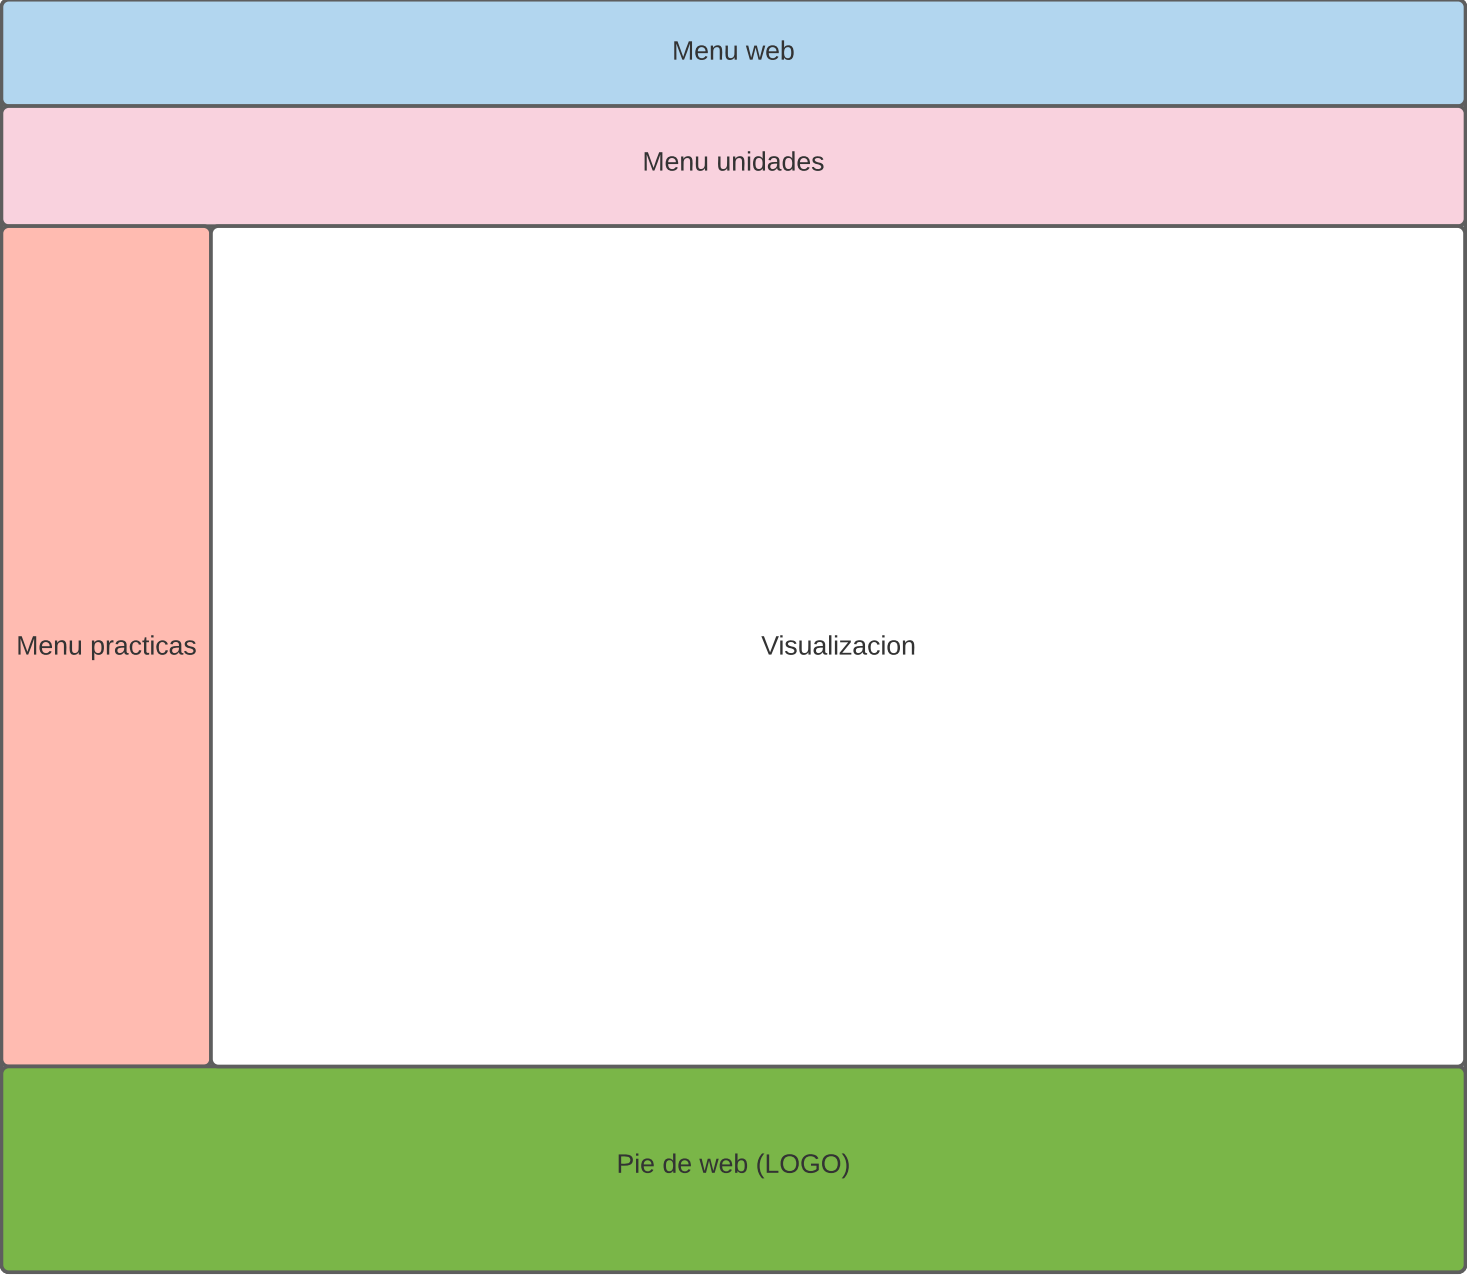 Menu web
Menu unidades
Menu practicas
Visualizacion
Pie de web (LOGO)